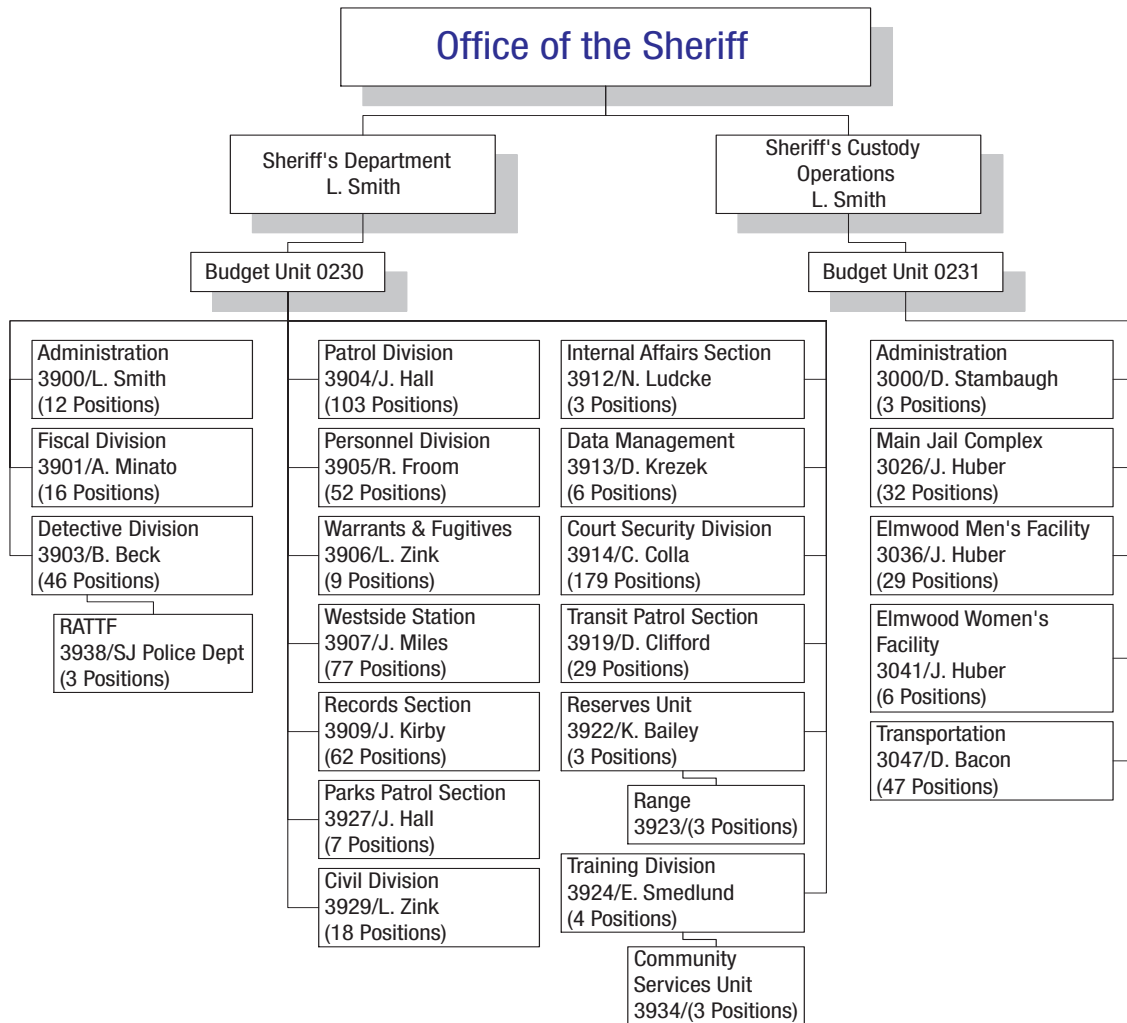 Office of the Sheriff
Sheriff's Department
L. Smith
Sheriff's Custody
Operations
L. Smith
Budget Unit 0230
Budget Unit 0231
Administration
3900/L. Smith
(12 Positions)
Fiscal Division
3901/A. Minato
(16 Positions)
Detective Division
3903/B. Beck
(46 Positions)
RATTF
3938/SJ Police Dept
(3 Positions)
Patrol Division
3904/J. Hall
(103 Positions)
Personnel Division
3905/R. Froom
(52 Positions)
Warrants & Fugitives
3906/L. Zink
(9 Positions)
Westside Station
3907/J. Miles
(77 Positions)
Records Section
3909/J. Kirby
(62 Positions)
Parks Patrol Section
3927/J. Hall
(7 Positions)
Civil Division
3929/L. Zink
(18 Positions)
Internal Affairs Section
3912/N. Ludcke
(3 Positions)
Data Management
3913/D. Krezek
(6 Positions)
Court Security Division
3914/C. Colla
(179 Positions)
Transit Patrol Section
3919/D. Clifford
(29 Positions)
Reserves Unit
3922/K. Bailey
(3 Positions)
Range
3923/(3 Positions)
Training Division
3924/E. Smedlund
(4 Positions)
Community
Services Unit
3934/(3 Positions)
Administration
3000/D. Stambaugh
(3 Positions)
Main Jail Complex
3026/J. Huber
(32 Positions)
Elmwood Men's Facility
3036/J. Huber
(29 Positions)
Elmwood Women's
Facility
3041/J. Huber
(6 Positions)
Transportation
3047/D. Bacon
(47 Positions)